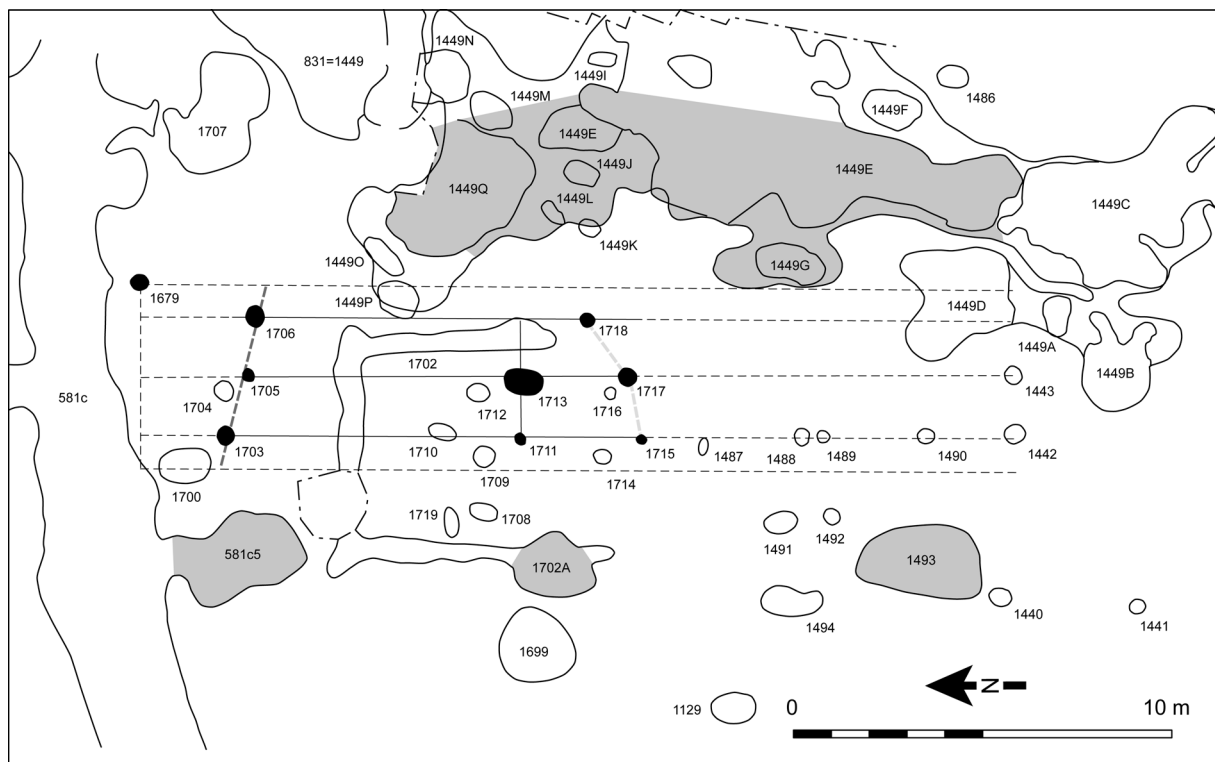 1449N
831=1449
1449I
1449M
1449F
1486
1707
1449E
1449J
1449E
1449Q
1449L
1449C
1449K
1449O
1449G
1679
1449P
1449D
1706
1718
1449A
1702
1449B
1705
1717
1443
581c
1704
1712
1713
1716
1703
1710
1711
1715
1487
1488
1489
1490
1442
1700
1709
1714
1719
1708
1491
1492
581c5
1702A
1493
1494
1440
1441
1699
N
1129
0
10 m